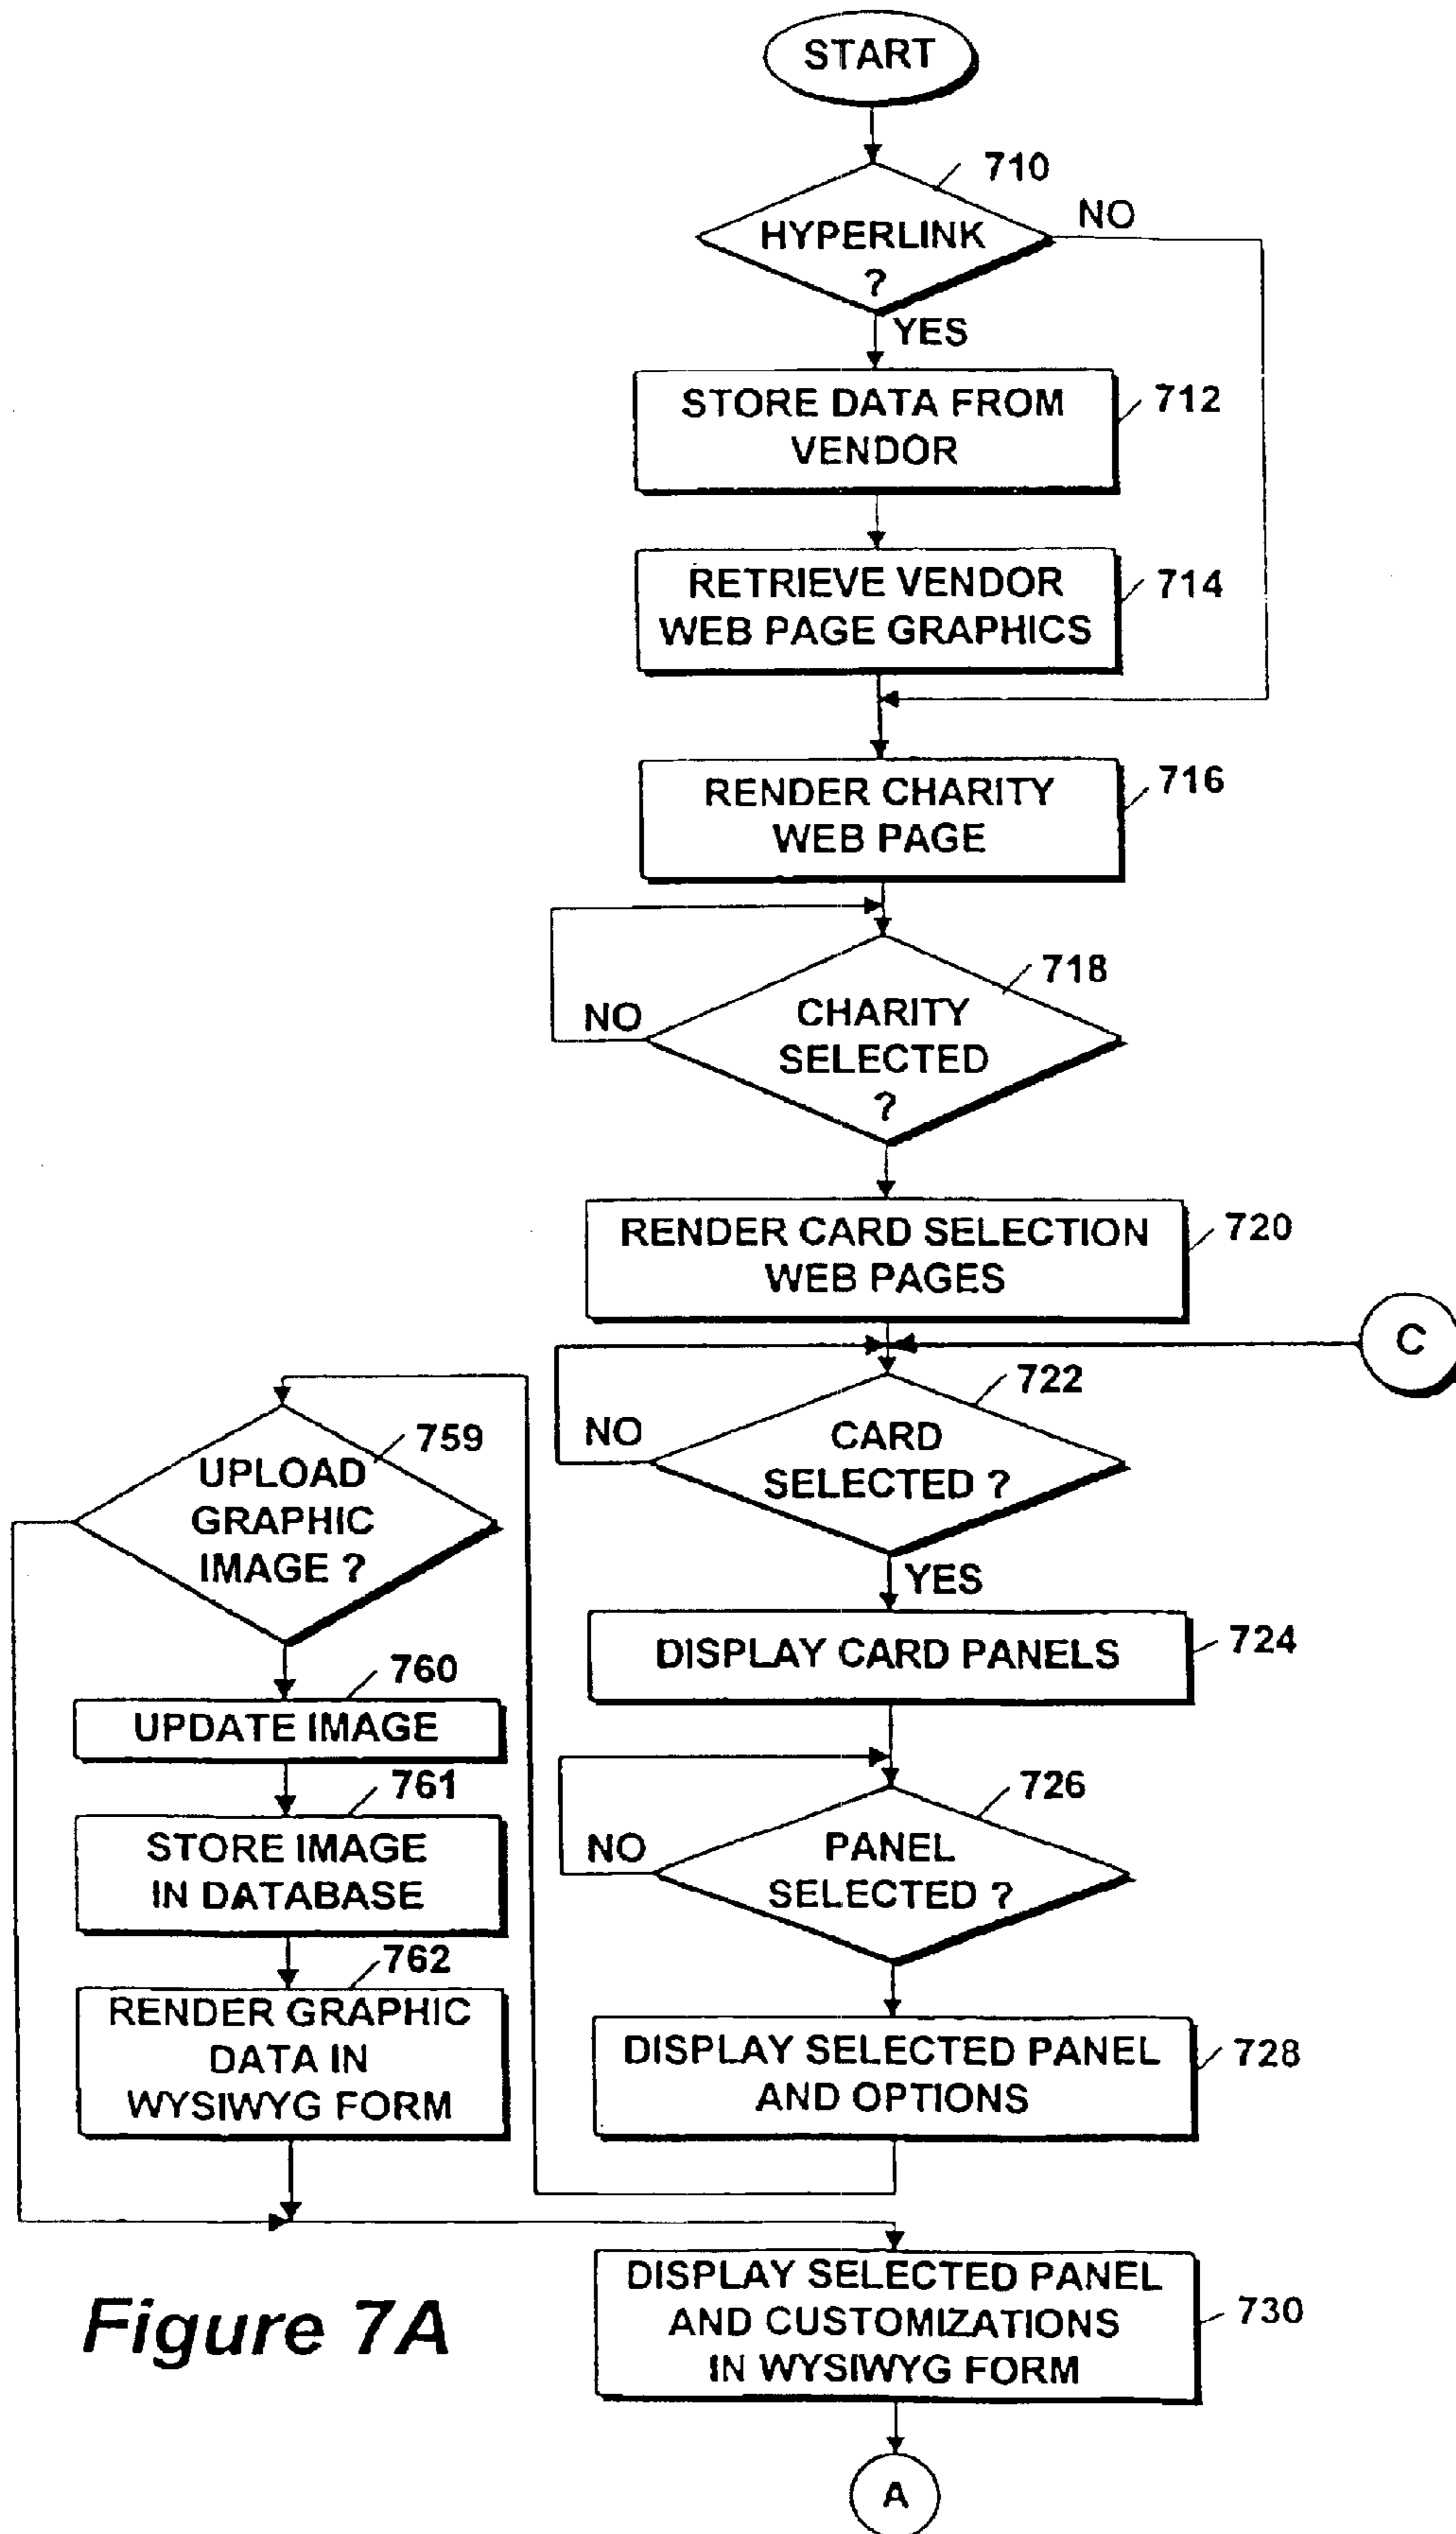 START
710
HYPERLINK
?
NO
YES
STORE DATA FROM
VENDOR
712
RETRIEVE VENDOR
WEB PAGE GRAPHICS
714
RENDER CHARITY
WEB PAGE
716
718
CHARITY
SELECTED
?
NO
RENDER CARD SELECTION
WEB PAGES
720
C
722
CARD
SELECTED ?
NO
YES
DISPLAY CARD PANELS
724
726
PANEL
SELECTED ?
NO
DISPLAY SELECTED PANEL
AND OPTIONS
728
759
UPLOAD
GRAPHIC
IMAGE ?
760
UPDATE IMAGE
761
STORE IMAGE
IN DATABASE
762
RENDER GRAPHIC
DATA IN
WYSIWYG FORM
DISPLAY SELECTED PANEL
AND CUSTOMIZATIONS
IN WYSIWYG FORM
730
A
Figure 7A